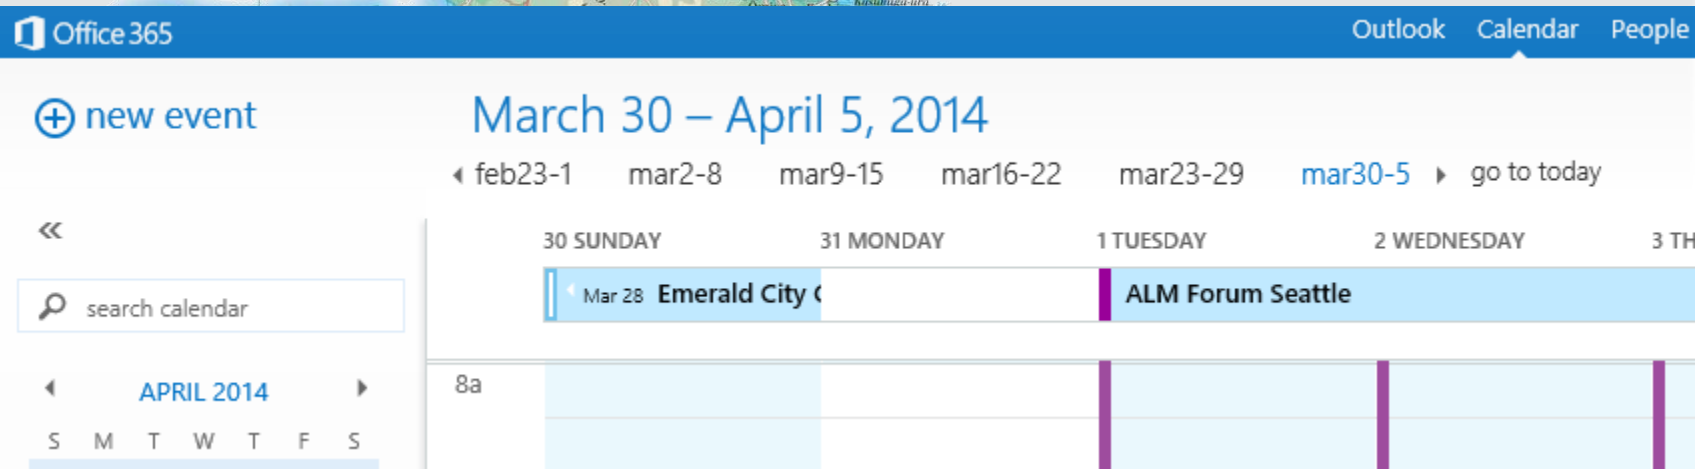 Office 365
Outlook Calendar People
new event
March 30 – April 5, 2014
feb23-1 mar2-8 mar9-15 mar16-22 mar23-29 mar30-5 go to today
30 SUNDAY 31 MONDAY 1 TUESDAY 2 WEDNESDAY 3 TH
Mar 28 Emerald City
ALM Forum Seattle
search calendar
APRIL 2014
8a
S M T W T F S